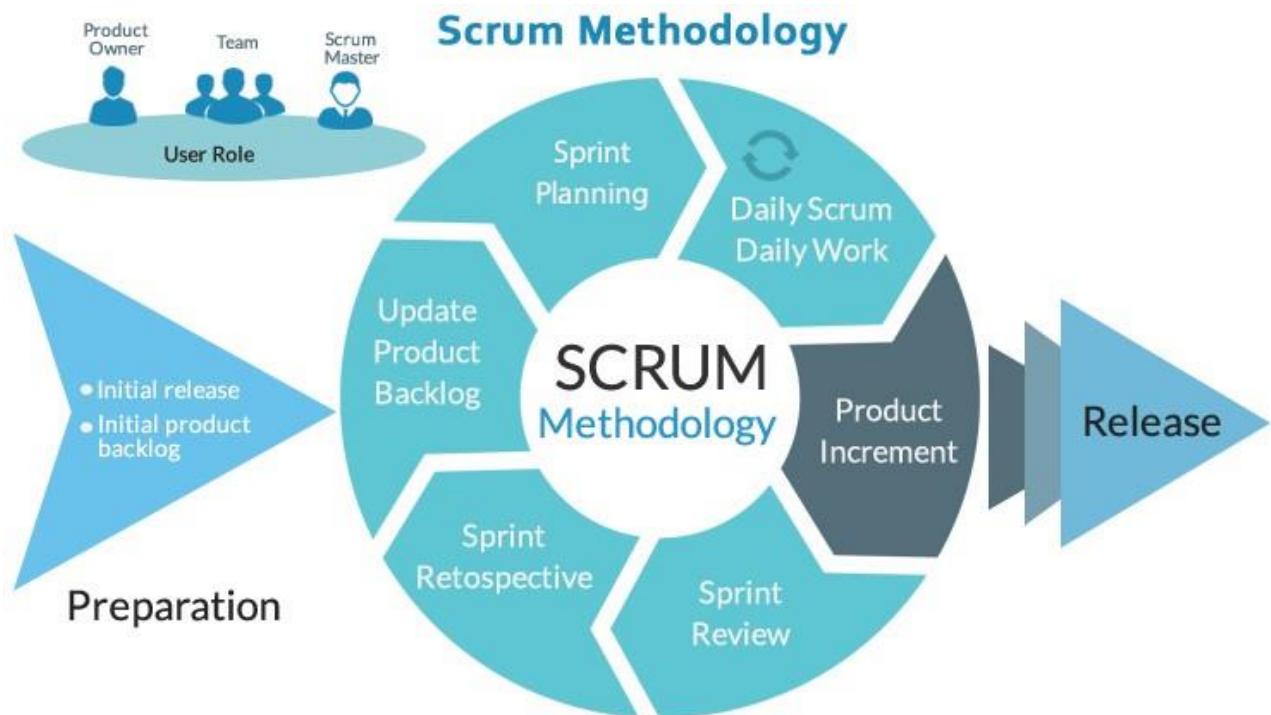 Scrum Methodology
Product
Owner
Team
Scrum
Master
User Role
Sprint
Planning
Daily Scrum
Daily Work
Update
Product
Backlog
SCRUM
Methodology
Product
Increment
Release
• Initial release
• Initial product
backlog
Preparation
Sprint
Retospective
Sprint
Review